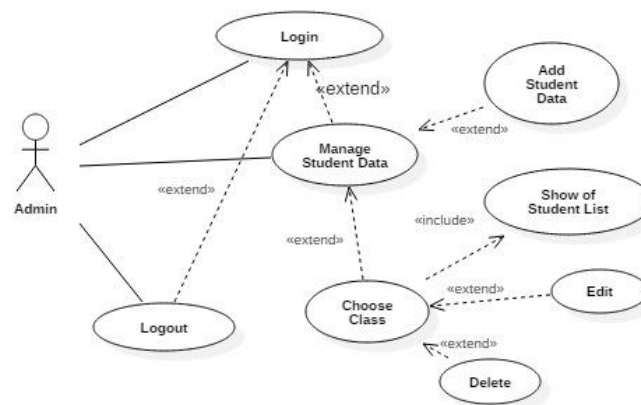 Login
«extend»
Add
Student
Data
«extend»
Manage
Student Data
Admin
«extend»
Show of
Student List
«include»
«extend»
«extend»
Edit
Choose
Class
Logout
«extend»
Delete